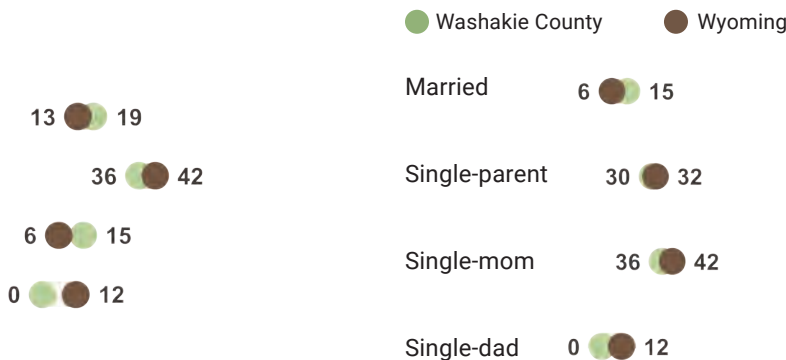 Washakie County Wyoming
13 19
36 42
6 15
0 12
Married 6 15
Single-parent 30 32
Single-mom 36 42
Single-dad 0 12